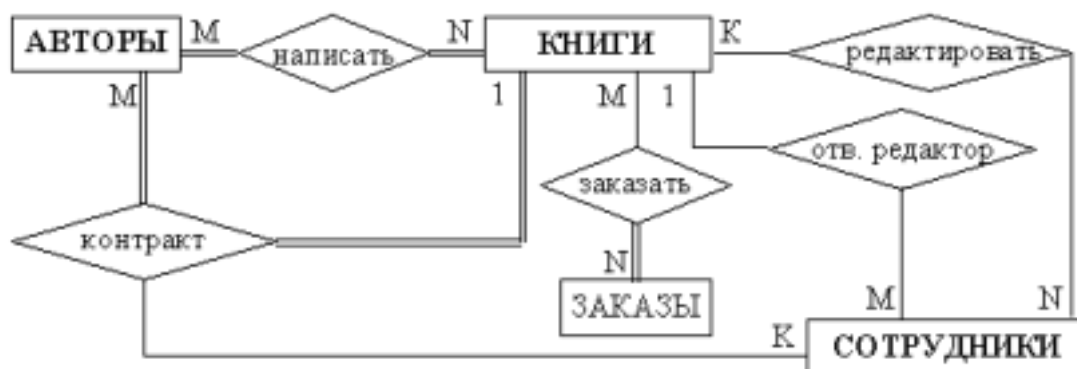 АВТОРЫ
M
написать
N
КНИГИ
K
редактировать
M
1
M
1
отв. редактор
заказать
контракт
N
ЗАКАЗЫ
M
N
K
СОТРУДНИКИ